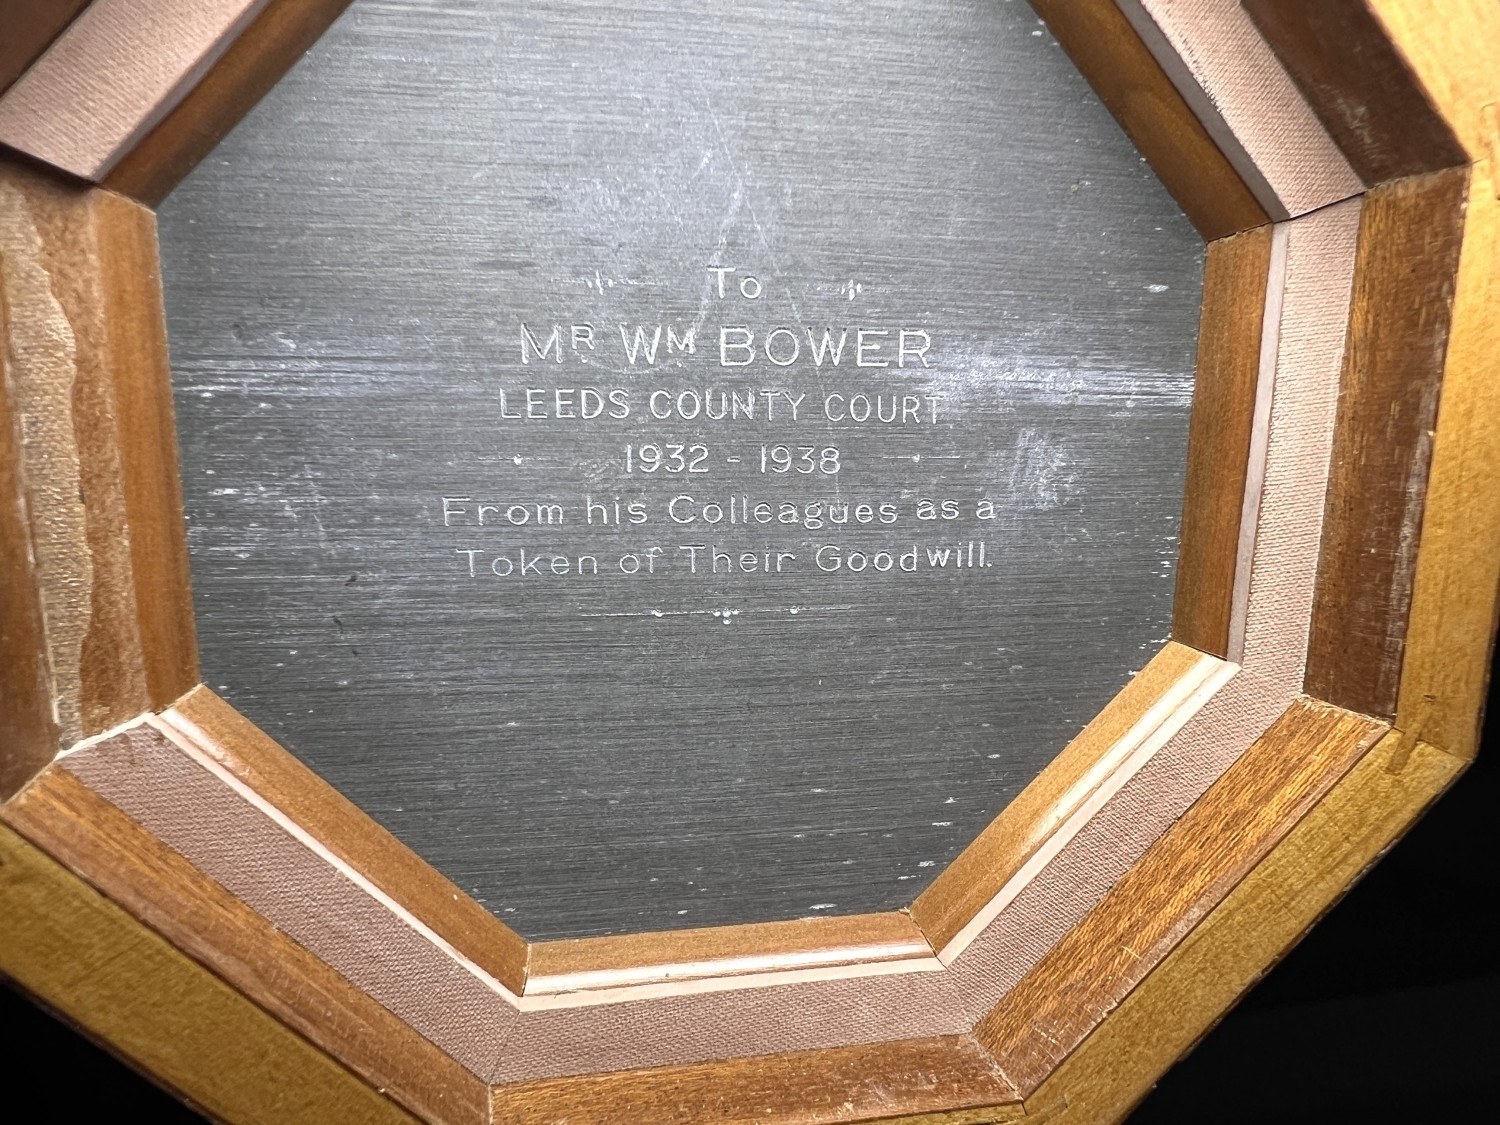 To
MR WM BOWER
LEEDS COUNTY COURT
1932 - 1938
From his Colleagues as a
Token of Their Goodwill.